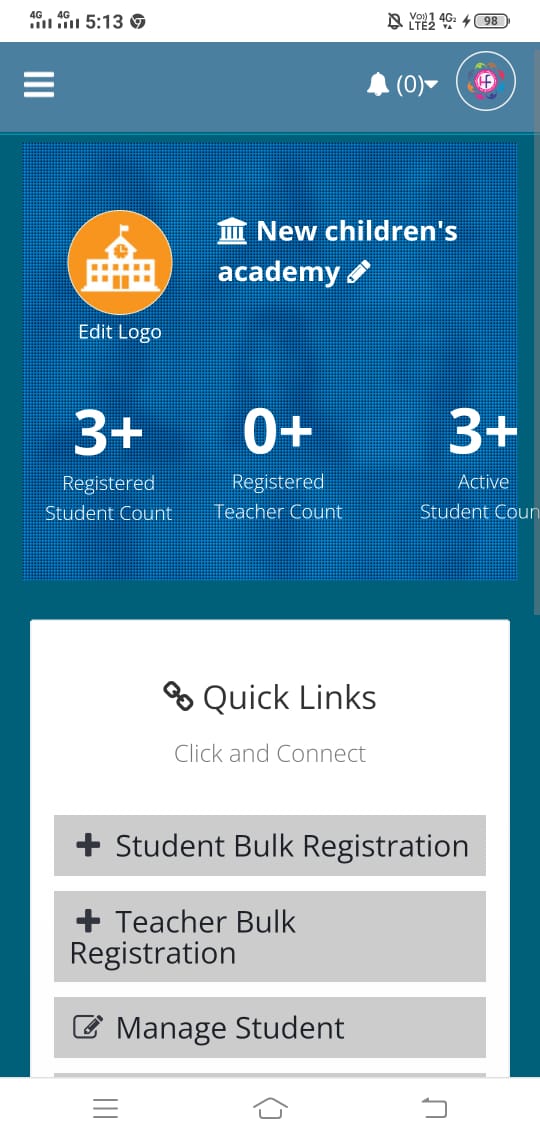 4G 4G 5:13 Vo)) 1 4G2 98
LTE2
(0)
New children's
academy
Edit Logo
3+ 0+ 3+
Registered Registered Active
Student Count Teacher Count Student Coun
Quick Links
Click and Connect
Student Bulk Registration
Teacher Bulk
Registration
Manage Student